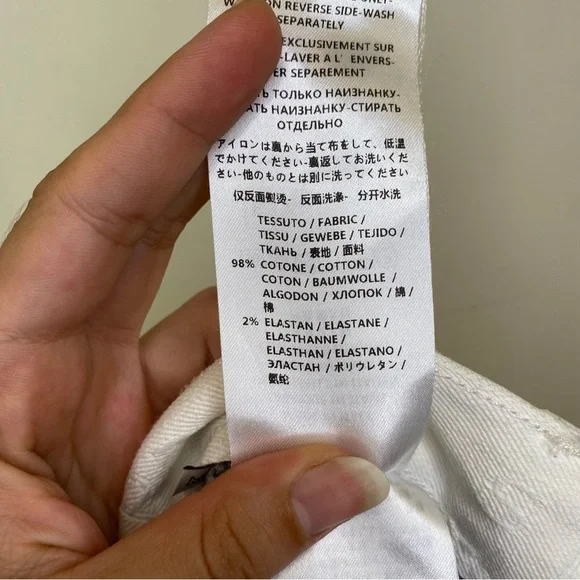 ON REVERSE SIDE-WASH
SEPARATELY
EXCLUSIVEMENT SUR
-LAVER A L' ENVERS-
ER SEPAREMENT
ТЬ ТОЛЬКО НАИЗНАНКУ-
АТЬ НАИЗНАНКУ-СТИРАТЬ
ОТДЕЛЬНО
アイロンは裏から当て布をして、低温
でかけてください-裏返してお洗いくだ
さい-他のものとは別に洗ってください
仅反面熨烫- 反面洗涤- 分开水洗
TESSUTO / FABRIC /
TISSU / GEWEBE / TEJIDO /
ТКАНЬ / 表地 / 面料
98% COTONE / COTTON /
COTON / BAUMWOLLE /
ALGODON / ХЛОПОК / 綿 /
棉
2% ELASTAN / ELASTANE /
ELASTHANNE /
ELASTHAN / ELASTANO /
ЭЛАСТАН / ポリウレタン /
氨纶